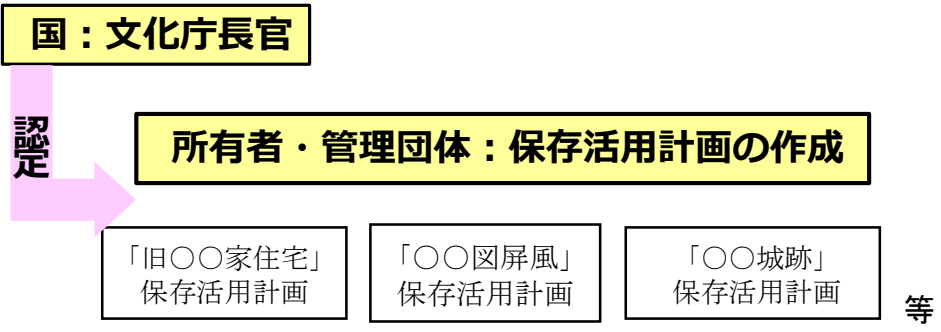 国：文化庁長官
認定
所有者・管理団体：保存活用計画の作成
「旧〇〇家住宅」
保存活用計画
「〇〇図屏風」
保存活用計画
「〇〇城跡」
保存活用計画
等